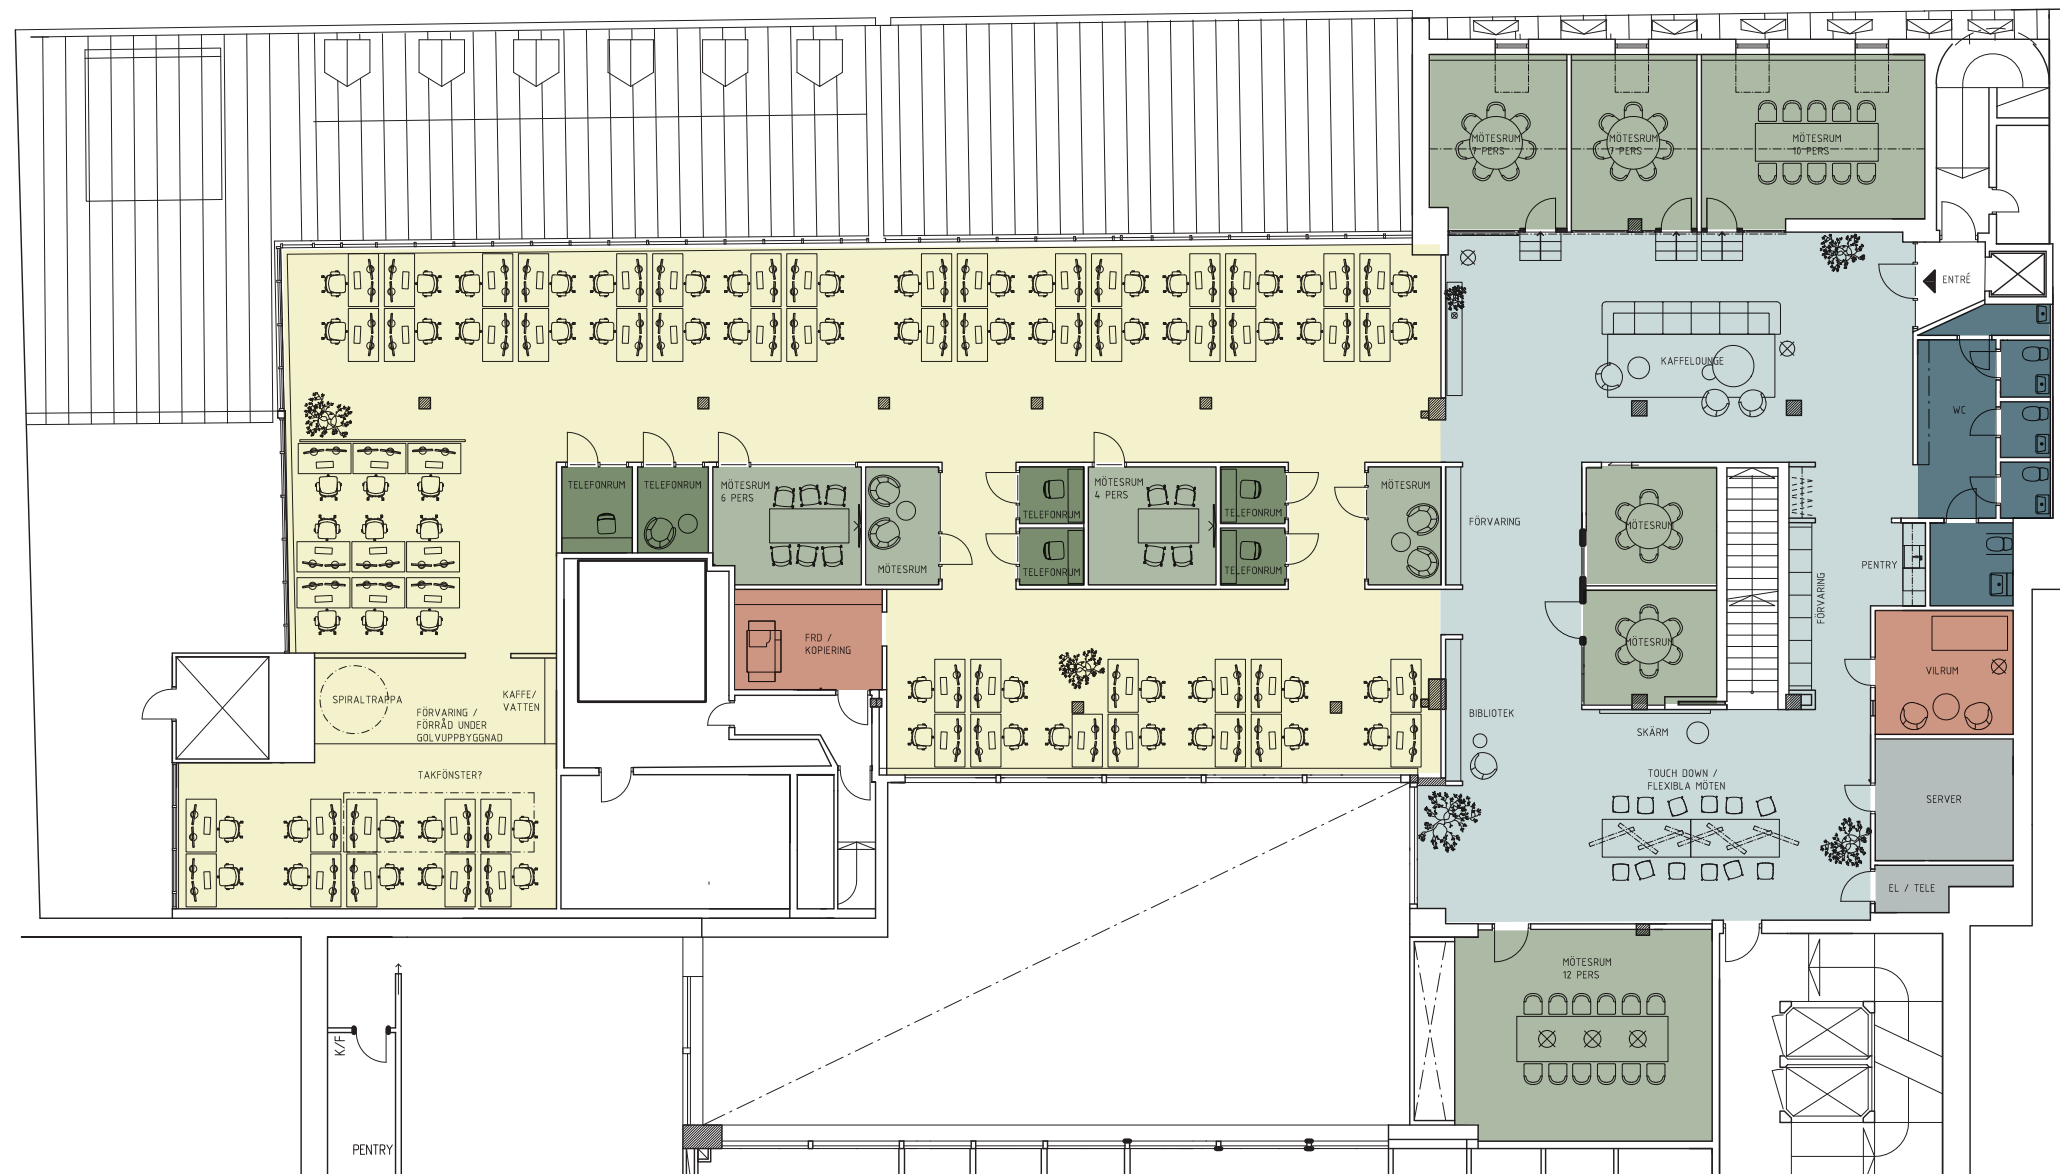 MÖTESRUM
7 PERS
MÖTESRUM
7 PERS
MÖTESRUM
10 PERS
ENTRÉ
KAFFELOUNGE
WC
TELEFONRUM
TELEFONRUM
MÖTESRUM
6 PERS
MÖTESRUM
TELEFONRUM
TELEFONRUM
MÖTESRUM
4 PERS
TELEFONRUM
TELEFONRUM
MÖTESRUM
FÖRVARING
MÖTESRUM
MÖTESRUM
FÖRVARING
PENTRY
FRD /
KOPIERING
VILRUM
SPIRALTRAPPA
KAFFE/
VATTEN
FÖRVARING /
FÖRRÅD UNDER
GOLVUPPBYGGNAD
TAKFÖNSTER?
BIBLIOTEK
SKÄRM
TOUCH DOWN /
FLEXIBLA MÖTEN
SERVER
EL / TELE
MÖTESRUM
12 PERS
K/F
PENTRY